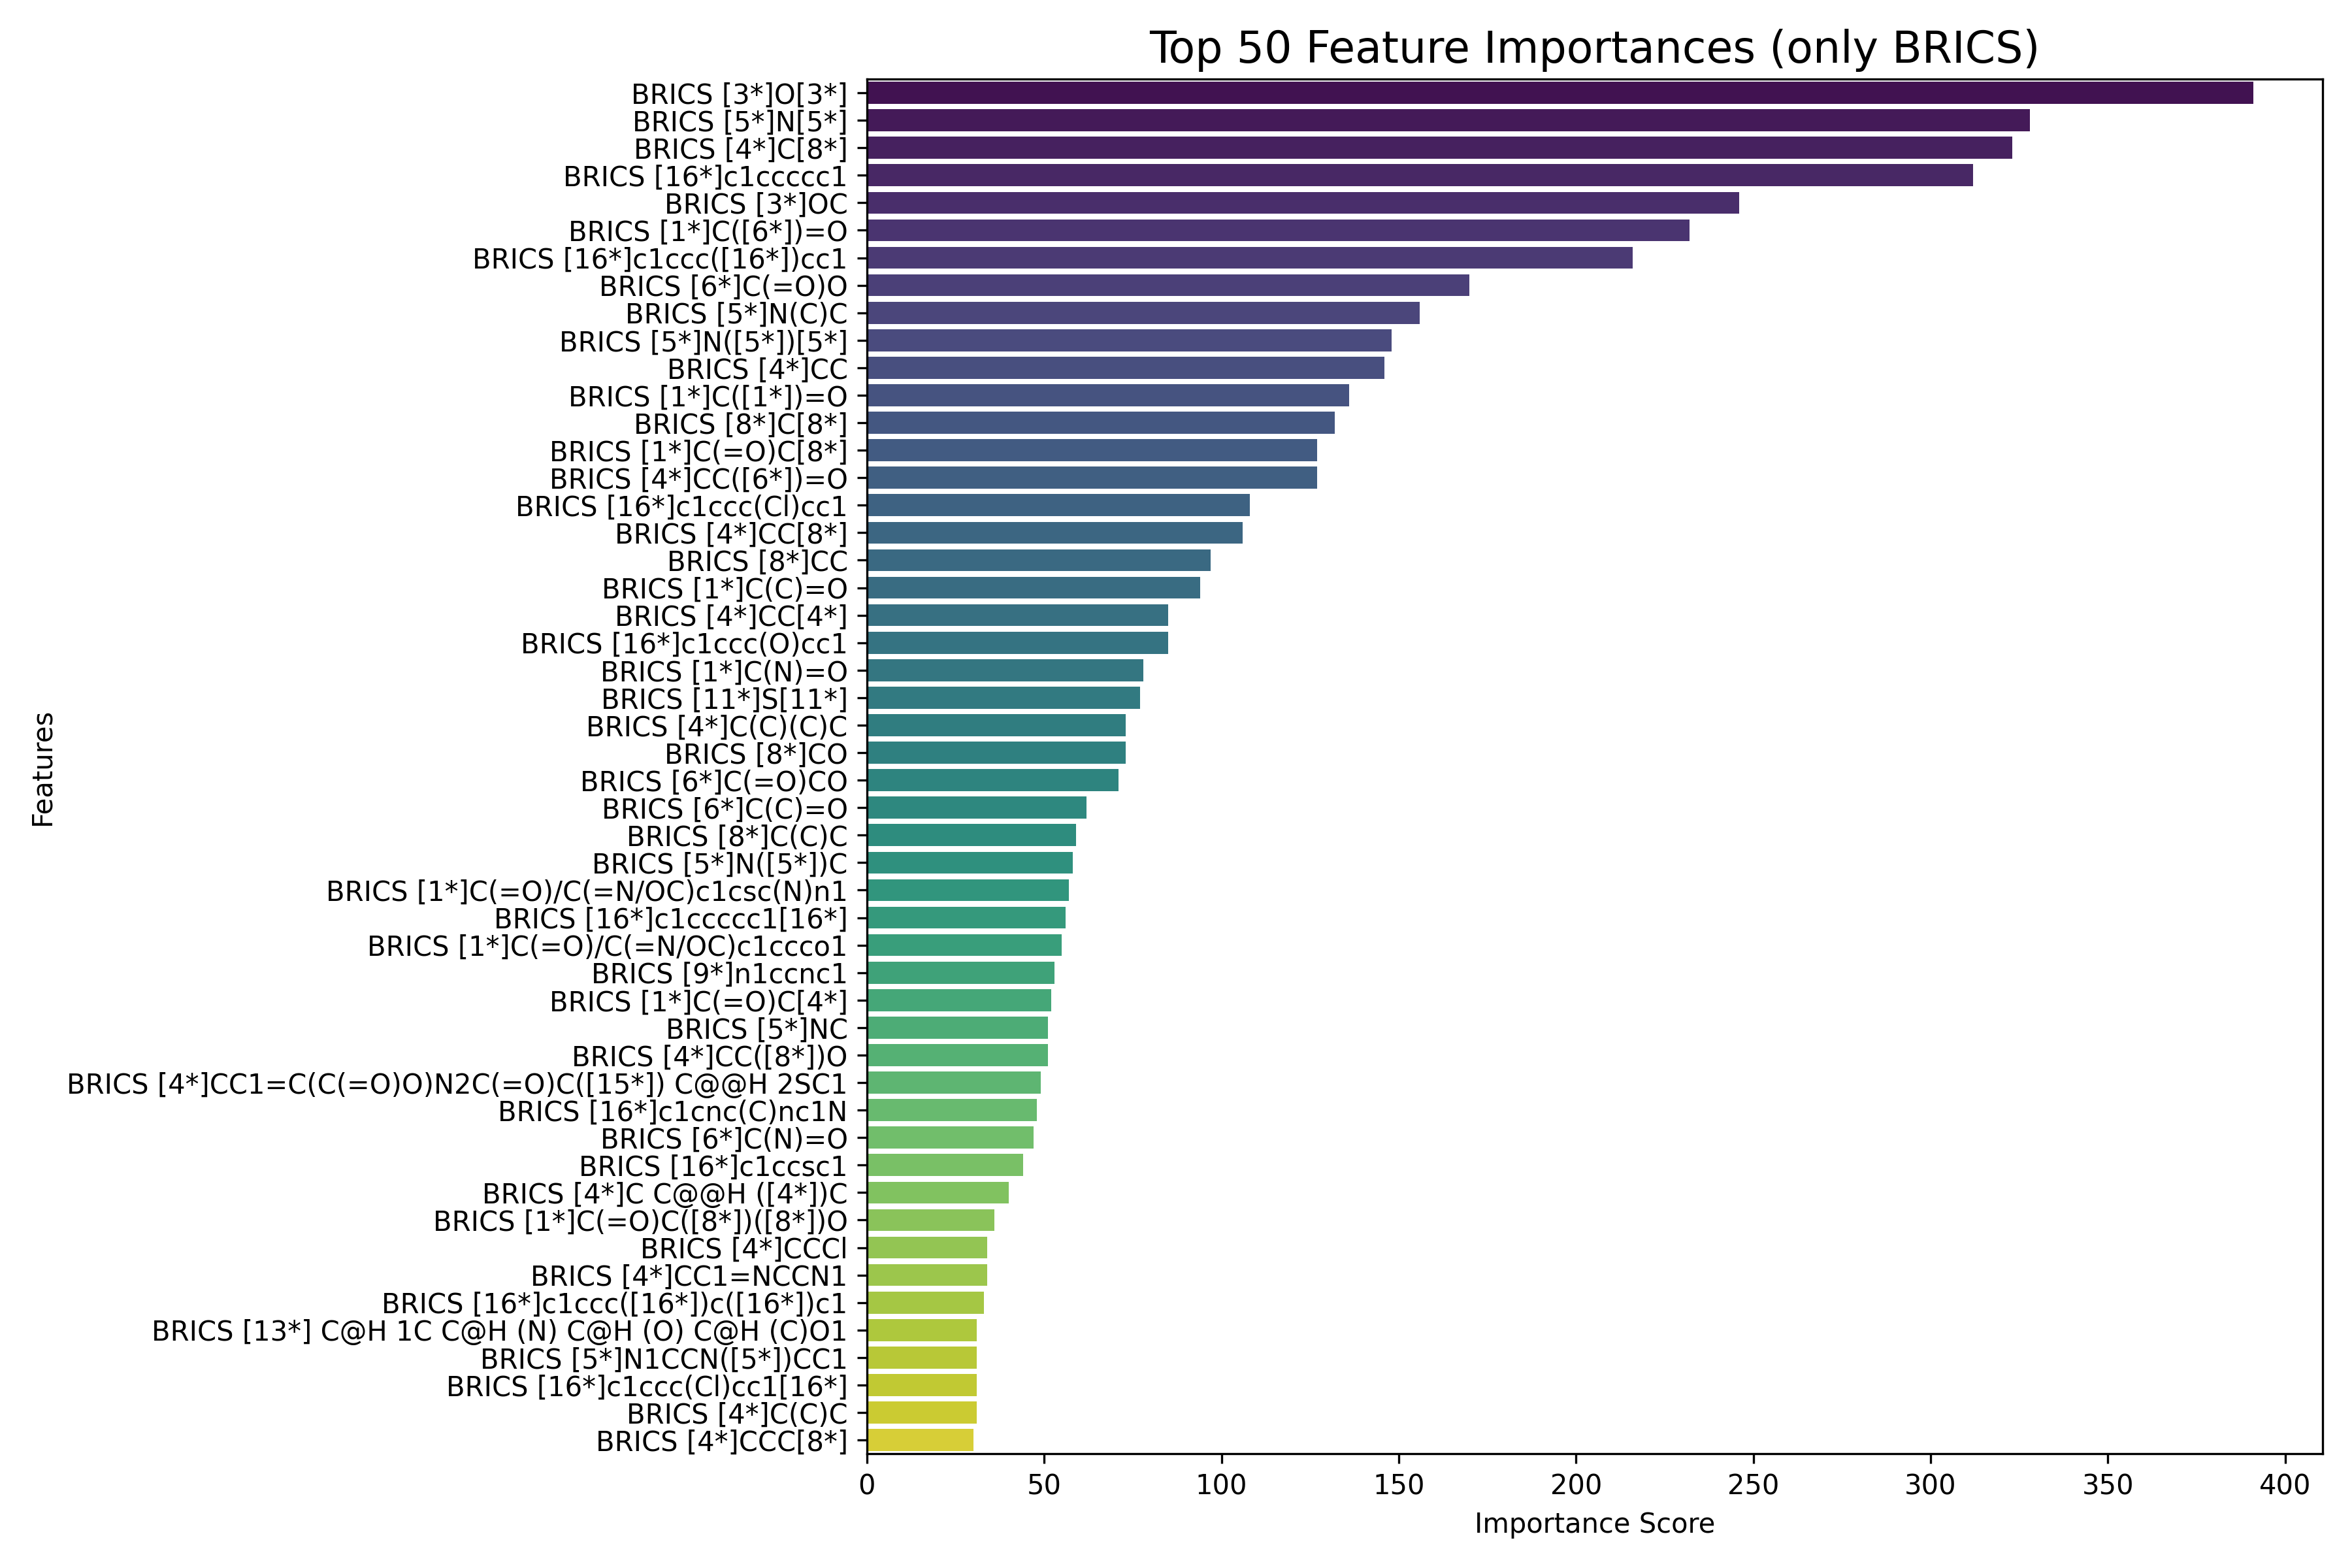 Top 50 Feature Importances (only BRICS)
BRICS [3*]O[3*]
BRICS [5*]N[5*]
BRICS [4*]C[8*]
BRICS [16*]c1ccccc1
BRICS [3*]OC
BRICS [1*]C([6*])=O
BRICS [16*]c1ccc([16*])cc1
BRICS [6*]C(=O)O
BRICS [5*]N(C)C
BRICS [5*]N([5*])[5*]
BRICS [4*]CC
BRICS [1*]C([1*])=O
BRICS [8*]C[8*]
BRICS [1*]C(=O)C[8*]
BRICS [4*]CC([6*])=O
BRICS [16*]c1ccc(Cl)cc1
BRICS [4*]CC[8*]
BRICS [8*]CC
BRICS [1*]C(C)=O
BRICS [4*]CC[4*]
BRICS [16*]c1ccc(O)cc1
BRICS [1*]C(N)=O
BRICS [11*]S[11*]
BRICS [4*]C(C)(C)C
BRICS [8*]CO
BRICS [6*]C(=O)CO
BRICS [6*]C(C)=O
BRICS [8*]C(C)C
BRICS [5*]N([5*])C
BRICS [1*]C(=O)/C(=N/OC)c1csc(N)n1
BRICS [16*]c1ccccc1[16*]
BRICS [1*]C(=O)/C(=N/OC)c1ccco1
BRICS [9*]n1ccnc1
BRICS [1*]C(=O)C[4*]
BRICS [5*]NC
BRICS [4*]CC([8*])O
BRICS [4*]CC1=C(C(=O)O)N2C(=O)C([15*]) C@@H 2SC1
BRICS [16*]c1cnc(C)nc1N
BRICS [6*]C(N)=O
BRICS [16*]c1ccsc1
BRICS [4*]C C@@H ([4*])C
BRICS [1*]C(=O)C([8*])([8*])O
BRICS [4*]CCCl
BRICS [4*]CC1=NCCN1
BRICS [16*]c1ccc([16*])c([16*])c1
BRICS [13*] C@H 1C C@H (N) C@H (O) C@H (C)O1
BRICS [5*]N1CCN([5*])CC1
BRICS [16*]c1ccc(Cl)cc1[16*]
BRICS [4*]C(C)C
BRICS [4*]CCC[8*]
Features
0 50 100 150 200 250 300 350 400
Importance Score